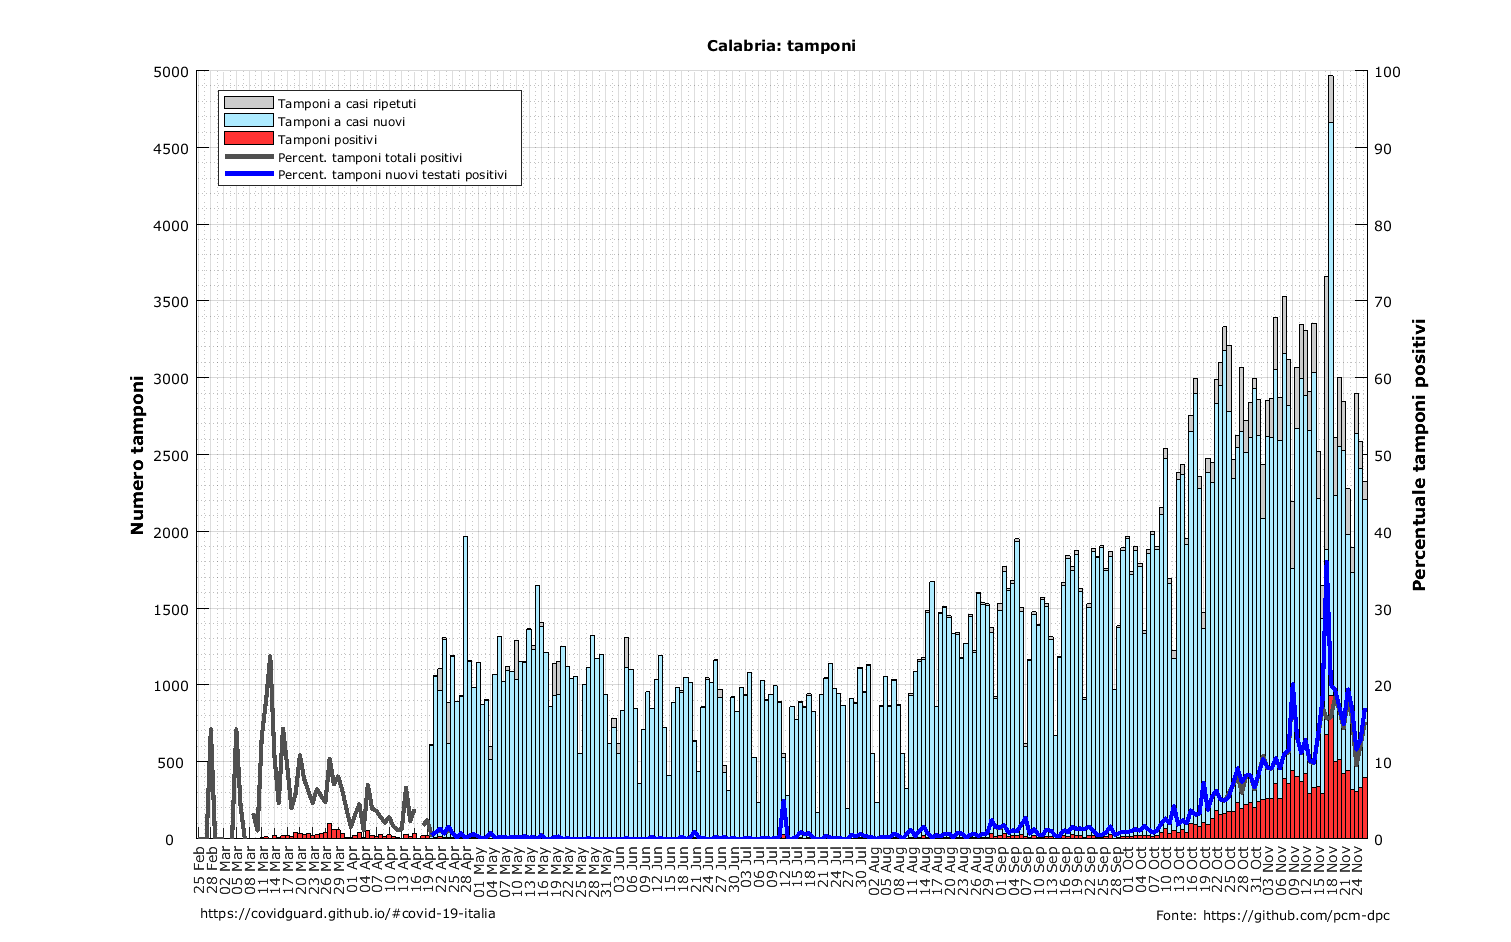 Calabria: tamponi
Tamponi a casi ripetuti
Tamponi a casi nuovi
Tamponi positivi
Percent. tamponi totali positivi
Percent. tamponi nuovi testati positivi
Numero tamponi
5000
4500
4000
3500
3000
2500
2000
1500
1000
500
0
100
90
80
70
60
50
40
30
20
10
0
Percentuale tamponi positivi
25 Feb
28 Feb
02 Mar
05 Mar
08 Mar
11 Mar
14 Mar
17 Mar
20 Mar
23 Mar
26 Mar
29 Mar
01 Apr
04 Apr
07 Apr
10 Apr
13 Apr
16 Apr
19 Apr
22 Apr
25 Apr
28 Apr
01 May
04 May
07 May
10 May
13 May
16 May
19 May
22 May
25 May
28 May
31 May
03 Jun
06 Jun
09 Jun
12 Jun
15 Jun
18 Jun
21 Jun
24 Jun
27 Jun
30 Jun
03 Jul
06 Jul
09 Jul
12 Jul
15 Jul
18 Jul
21 Jul
24 Jul
27 Jul
30 Jul
02 Aug
05 Aug
08 Aug
11 Aug
14 Aug
17 Aug
20 Aug
23 Aug
26 Aug
29 Aug
01 Sep
04 Sep
07 Sep
10 Sep
13 Sep
16 Sep
19 Sep
22 Sep
25 Sep
28 Sep
01 Oct
04 Oct
07 Oct
10 Oct
13 Oct
16 Oct
19 Oct
22 Oct
25 Oct
28 Oct
31 Oct
03 Nov
06 Nov
09 Nov
12 Nov
15 Nov
18 Nov
21 Nov
24 Nov
https://covidguard.github.io/#covid-19-italia
Fonte: https://github.com/pcm-dpc